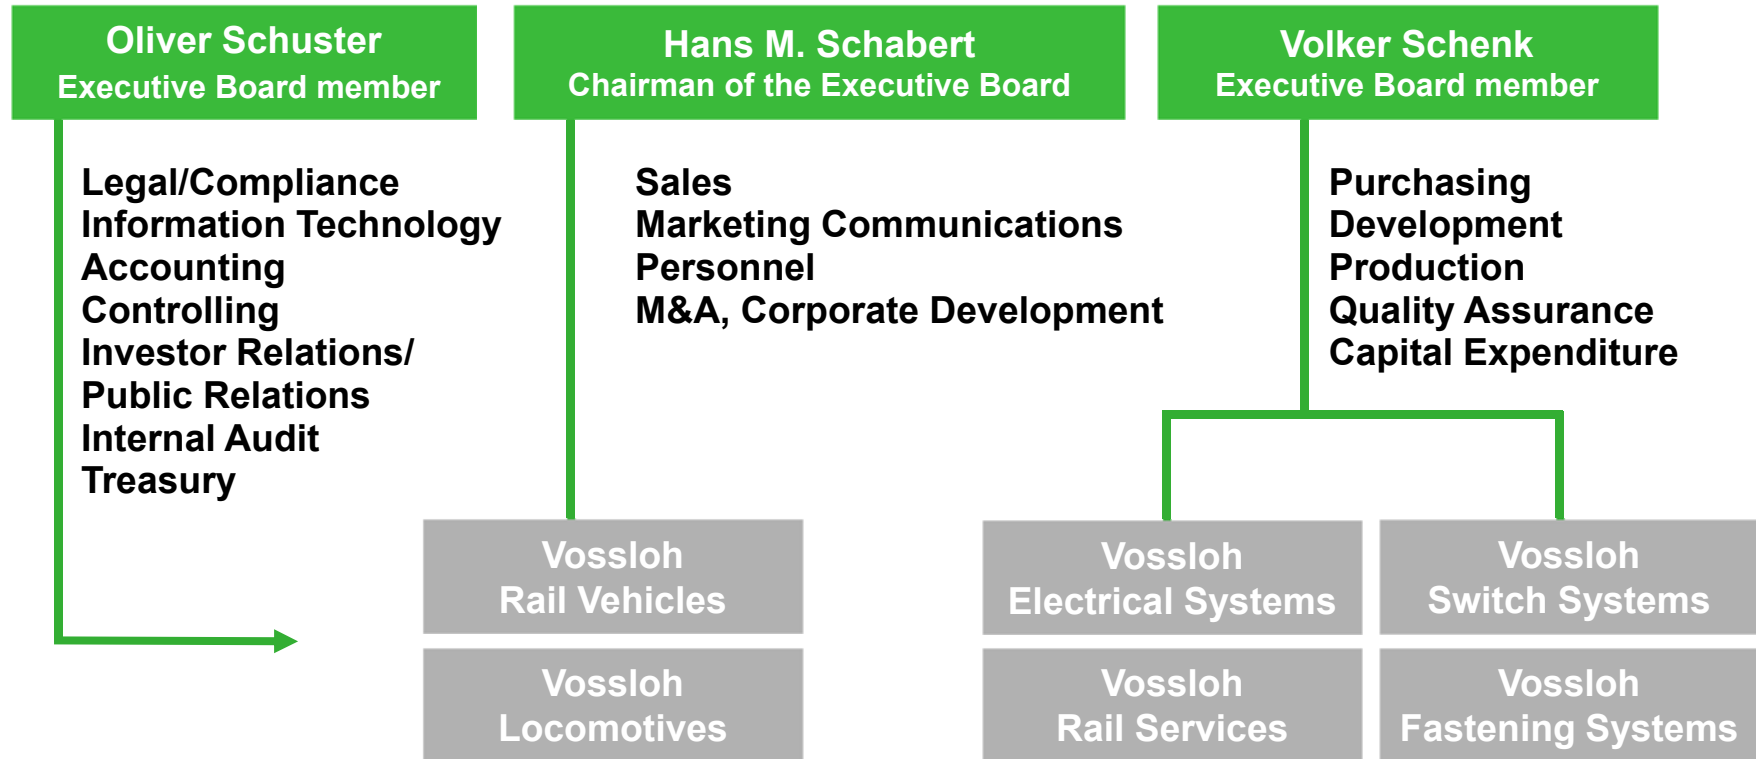 Oliver Schuster
Executive Board member
Hans M. Schabert
Chairman of the Executive Board
Volker Schenk
Executive Board member
Legal/Compliance
Information Technology
Accounting
Controlling
Investor Relations/
Public Relations
Internal Audit
Treasury
Sales
Marketing Communications
Personnel
M&A, Corporate Development
Purchasing
Development
Production
Quality Assurance
Capital Expenditure
Vossloh
Rail Vehicles
Vossloh
Locomotives
Vossloh
Electrical Systems
Vossloh
Rail Services
Vossloh
Switch Systems
Vossloh
Fastening Systems